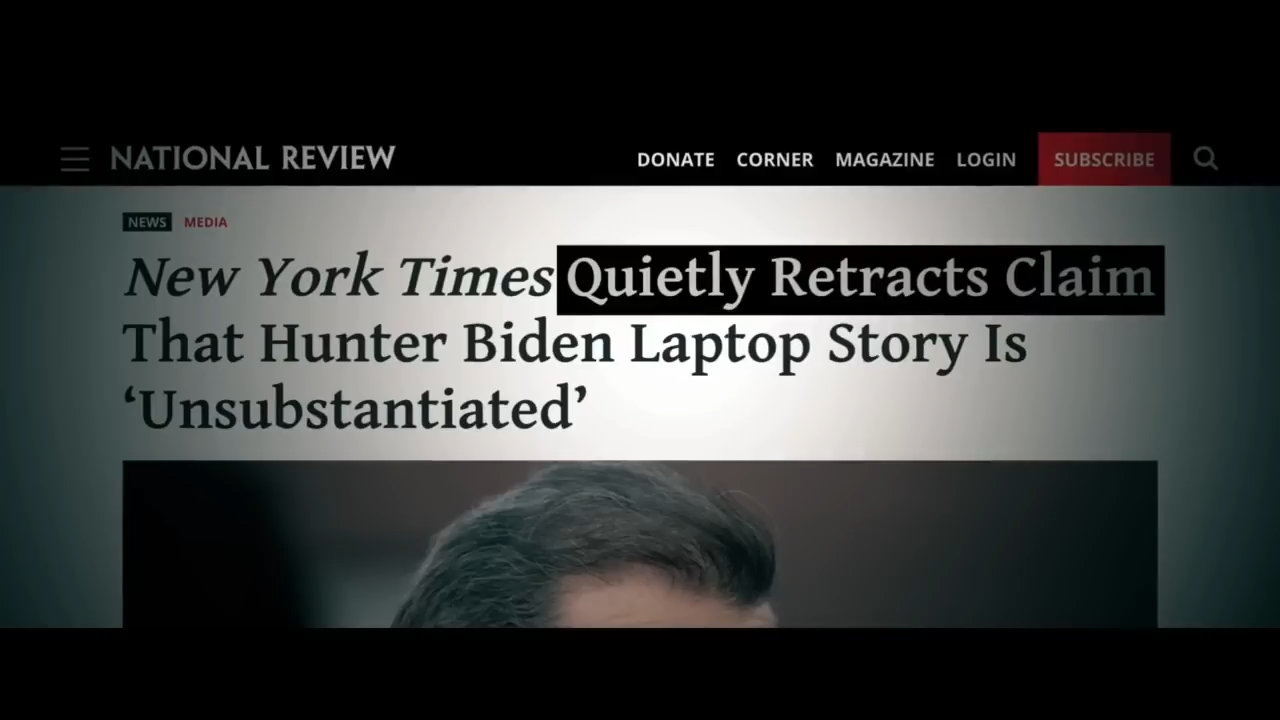 NATIONAL REVIEW
DONATE CORNER MAGAZINE LOGIN SUBSCRIBE
NEWS MEDIA
New York Times Quietly Retracts Claim
That Hunter Biden Laptop Story Is
‘Unsubstantiated’